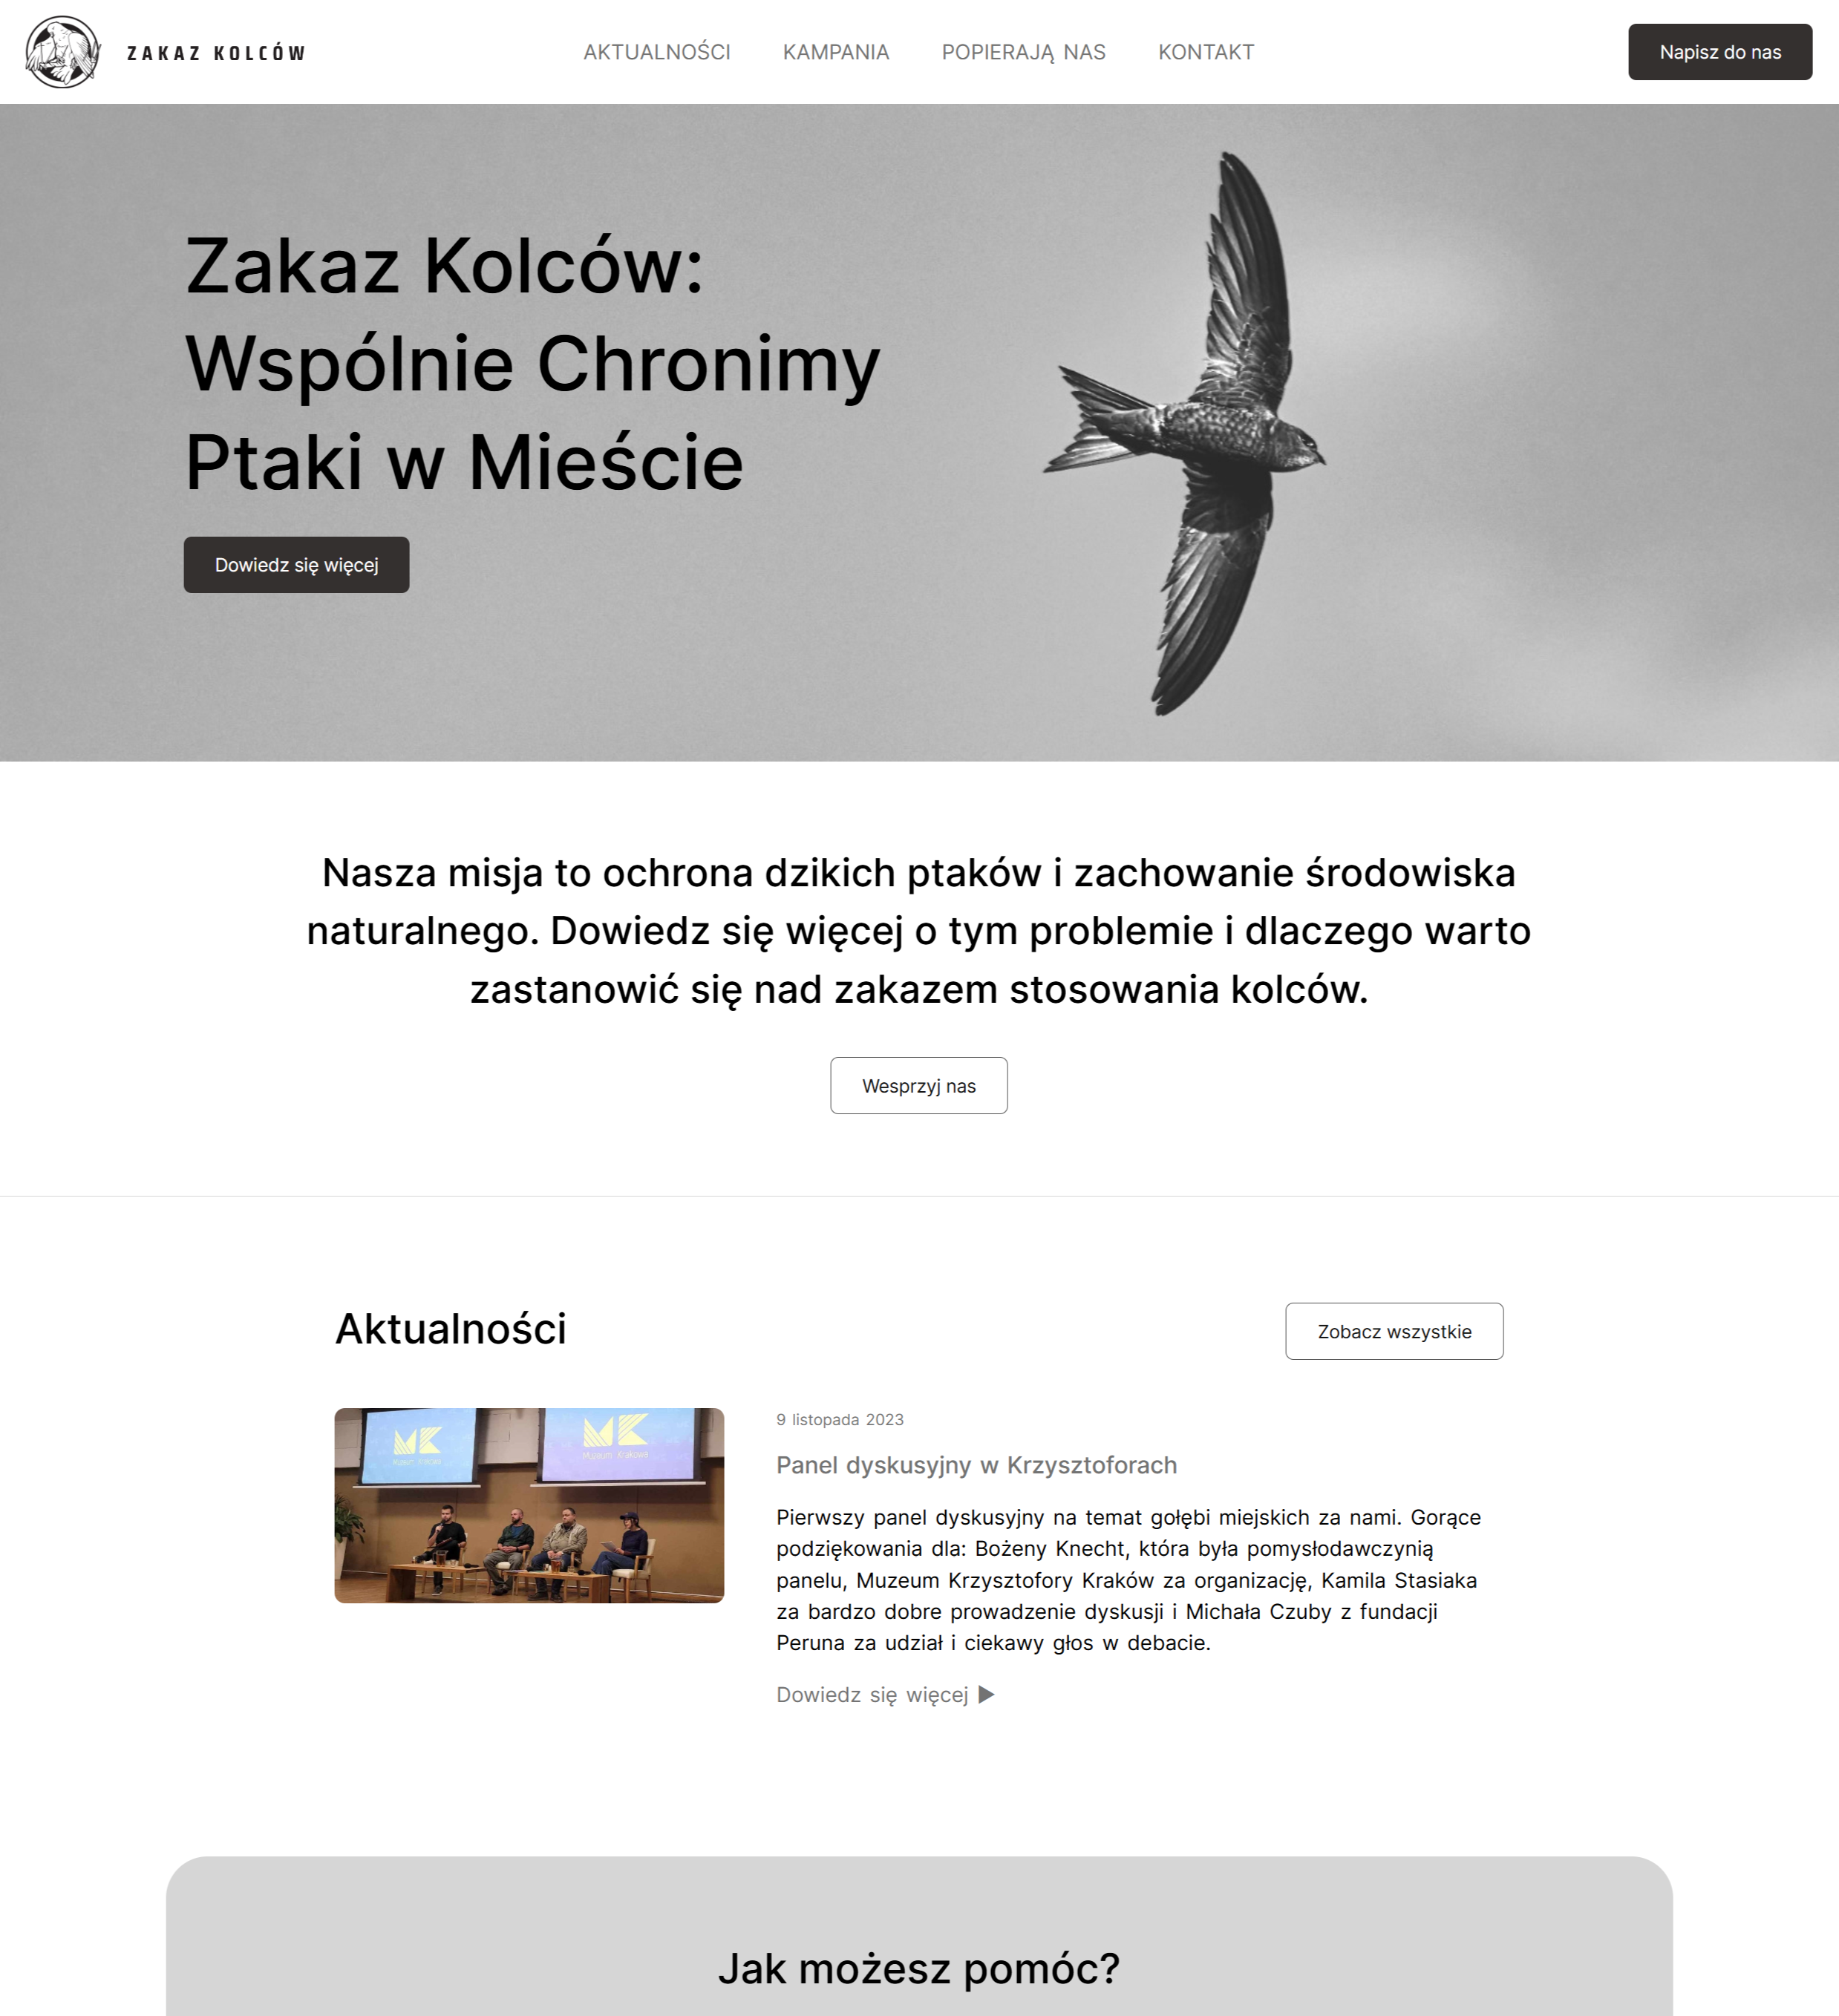 ZAKAZ KOLCÓW
AKTUALNOŚCI
KAMPANIA
POPIERAJĄ NAS
KONTAKT
Napisz do nas
Zakaz Kolców:
Wspólnie Chronimy
Ptaki w Mieście
Dowiedz się więcej
Nasza misja to ochrona dzikich ptaków i zachowanie środowiska
naturalnego. Dowiedz się więcej o tym problemie i dlaczego warto
zastanowić się nad zakazem stosowania kolców.
Wesprzyj nas
Aktualności
Zobacz wszystkie
MK
Muzeum Krakowa
MK
Muzeum Krakowa
9 listopada 2023
Panel dyskusyjny w Krzysztoforach
Pierwszy panel dyskusyjny na temat gołębi miejskich za nami. Gorące
podziękowania dla: Bożeny Knecht, która była pomysłodawczynią
panelu, Muzeum Krzysztofory Kraków za organizację, Kamila Stasiaka
za bardzo dobre prowadzenie dyskusji i Michała Czuby z fundacji
Peruna za udział i ciekawy głos w debacie.
Dowiedz się więcej ▶
Jak możesz pomóc?